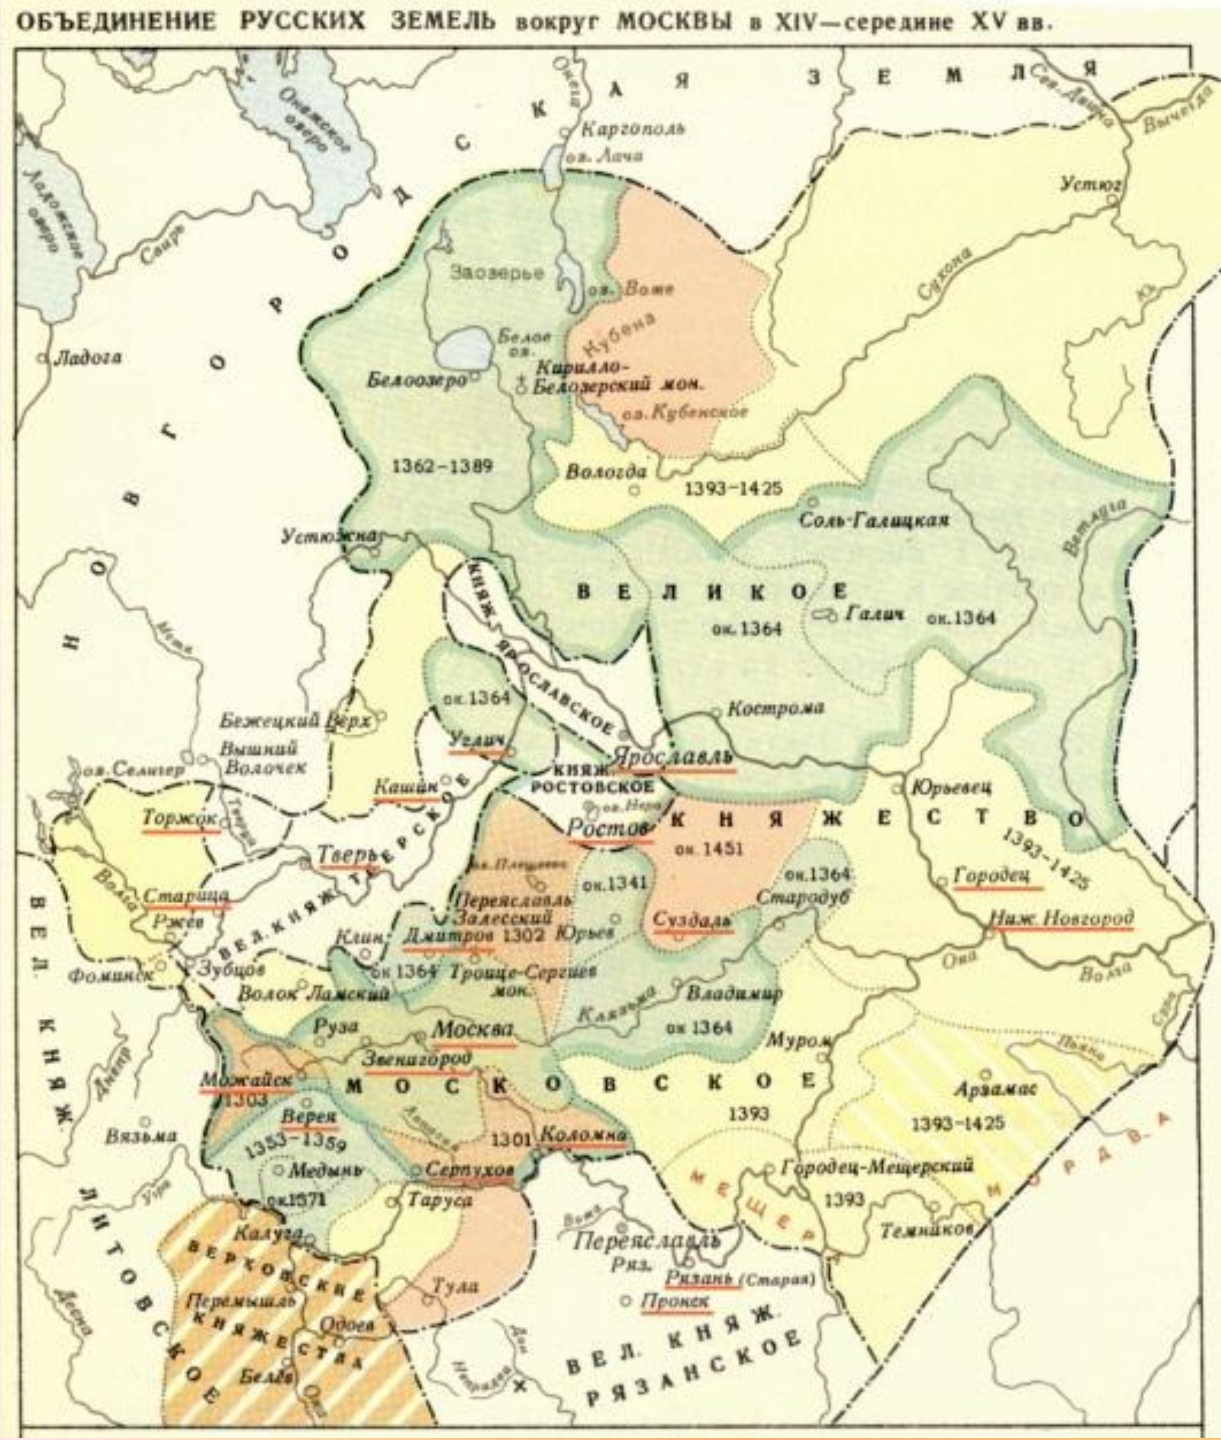 ОБЪЕДИНЕНИЕ РУССКИХ ЗЕМЕЛЬ вокруг МОСКВЫ в XIV—середине XV вв.
НОВГОРОДСКАЯ ЗЕМЛЯ
Онежское
озеро
Онега
Каргополь
оз. Лача
Сев. Двина
Вычегда
Ладожское
озеро
Свирь
Устюг
Сухона
Юг
Заозерье
оз. Воже
Кубена
Ладога
Белое
оз.
Белоозеро
Кирилло-
Белозерский мон.
оз. Кубенское
1362–1389
Вологда
1393–1425
Соль-Галицкая
Ветлуга
Устюжна
ВЕЛИКОЕ
Галич
ок. 1364
ок. 1364
Мста
КНЯЖ. ЯРОСЛАВСКОЕ
ок. 1364
Кострома
Бежецкий Верх
Углич
Вышний
Волочек
оз. Селигер
Ярославль
КНЯЖ.
РОСТОВСКОЕ
оз. Неро
Кашин
Юрьевец
Торжок
Тверца
Ростов
КНЯЖЕСТВО
Тверь
ок. 1451
1393–1425
оз. Плещеево
ок. 1341
ок. 1364
Городец
Волга
Старица
Ржев
ВЕЛ. КНЯЖ. ТВЕРСКОЕ
Переяславль
Залесский
Стародуб
Суздаль
Ниж. Новгород
Клин
Дмитров
1302
Юрьев
Фоминск
Зубцов
ок 1364
Троице-Сергиев
мон.
Ока
Волга
Волок Ламский
Клязьма
Владимир
Сура
Руза
Москва
ок 1364
Муром
Пьяна
Звенигород
Можайск
1303
МОСКОВСКОЕ
Арзамас
Днепр
Верея
1393
1393–1425
1353–1359
1301
Коломна
Вязьма
Медынь
Серпухов
Городец-Мещерский
МОРДВА
МЕЩЕРА
1393
Угра
ок 1371
Таруса
Темников
Калуга
Вожа
Переяславль
Ряз.
ВЕРХОВСКИЕ
КНЯЖЕСТВА
Рязань (Старая)
Перемышль
Тула
Пронск
Десна
Одоев
Дон
ВЕЛ. КНЯЖ.
РЯЗАНСКОЕ
Белёв
Ока
Непрядва
ВЕЛ. КНЯЖ. ЛИТОВСКОЕ